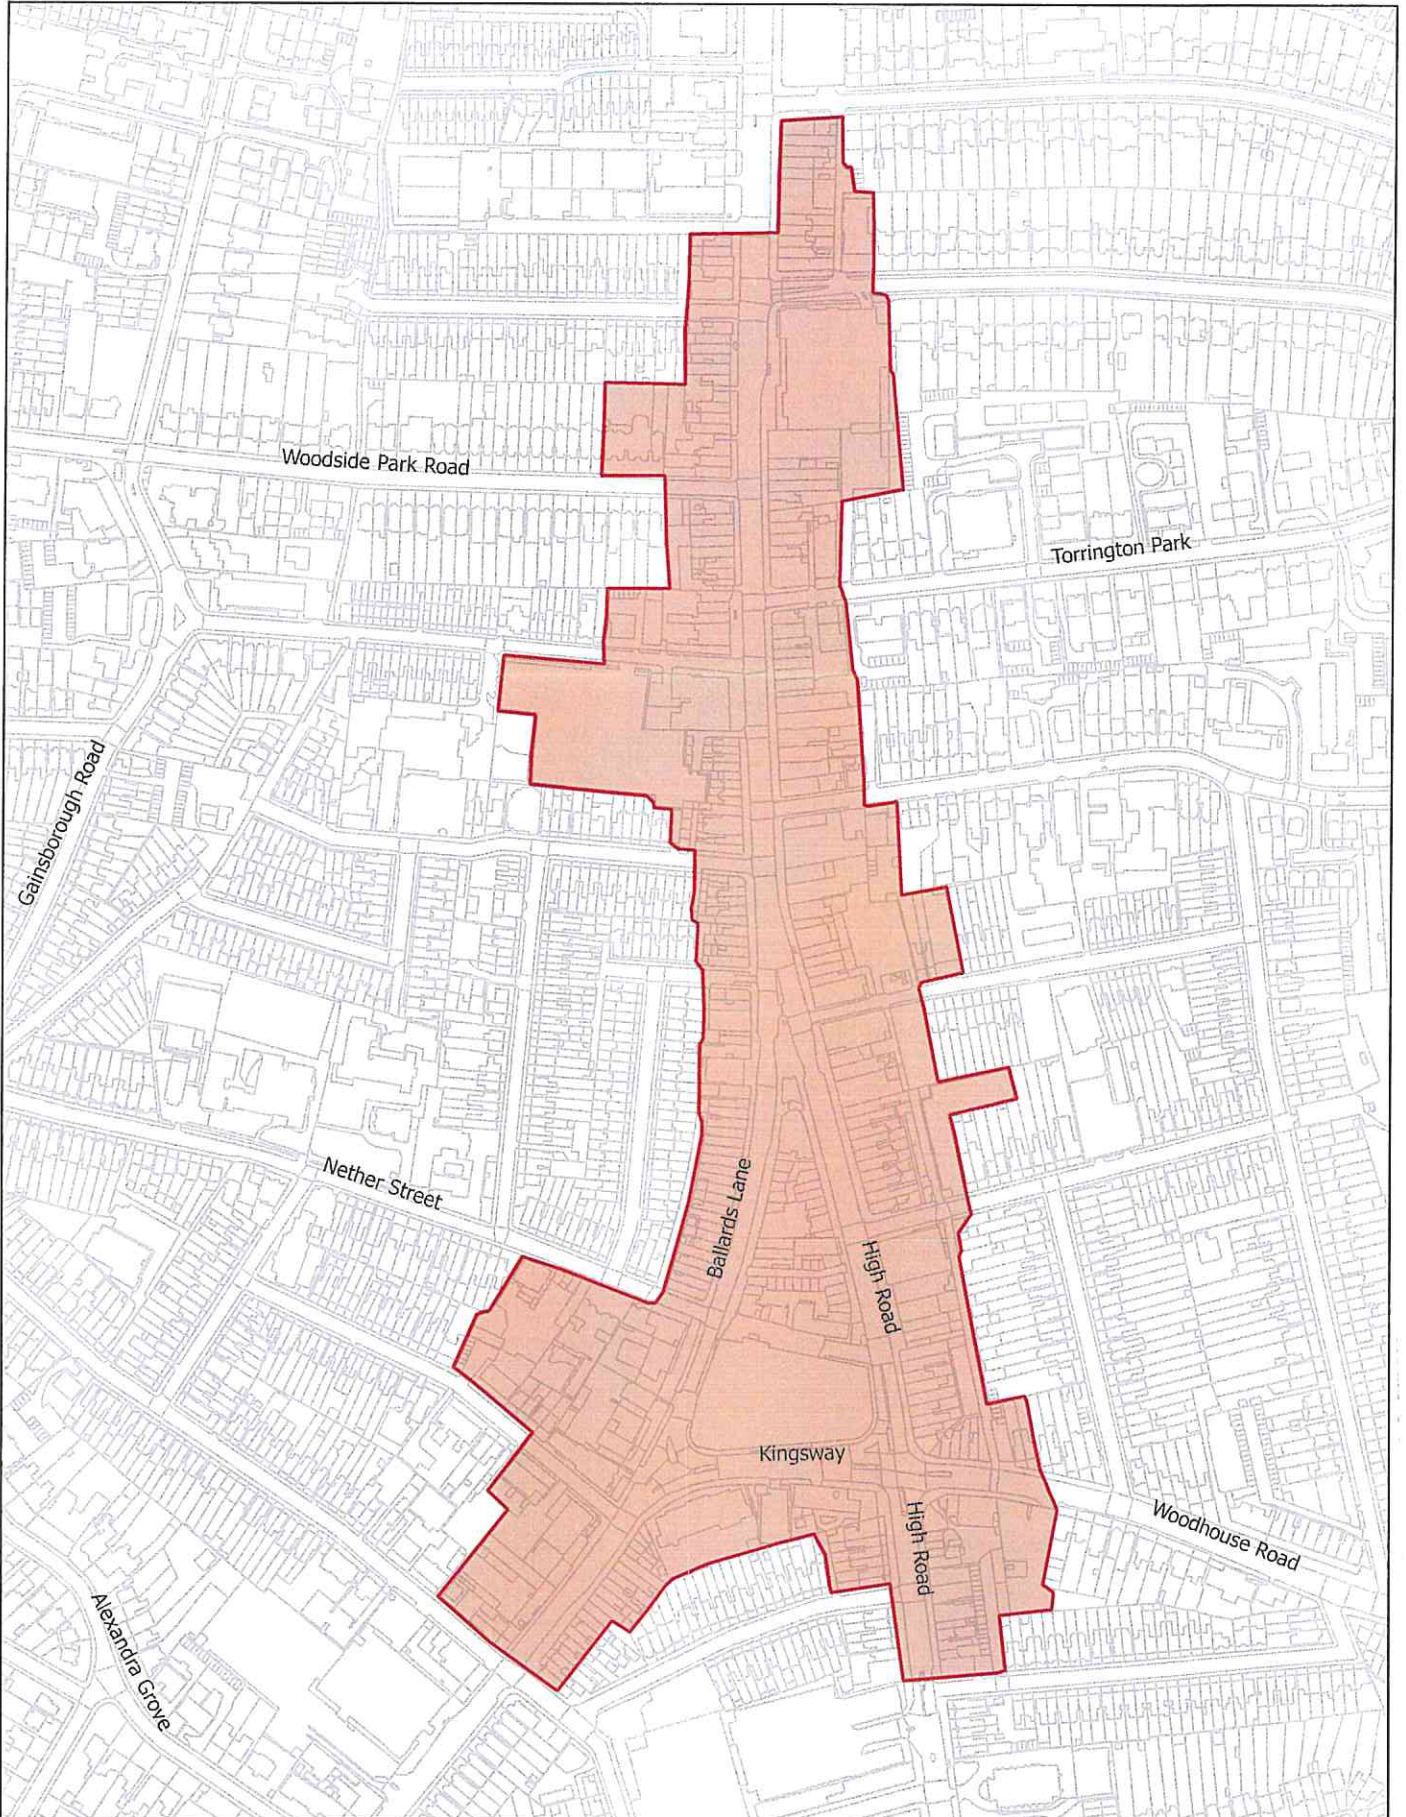 Woodside Park Road
Torrington Park
Gainsborough Road
Nether Street
Ballards Lane
High Road
Kingsway
High Road
Woodhouse Road
Alexandra Grove